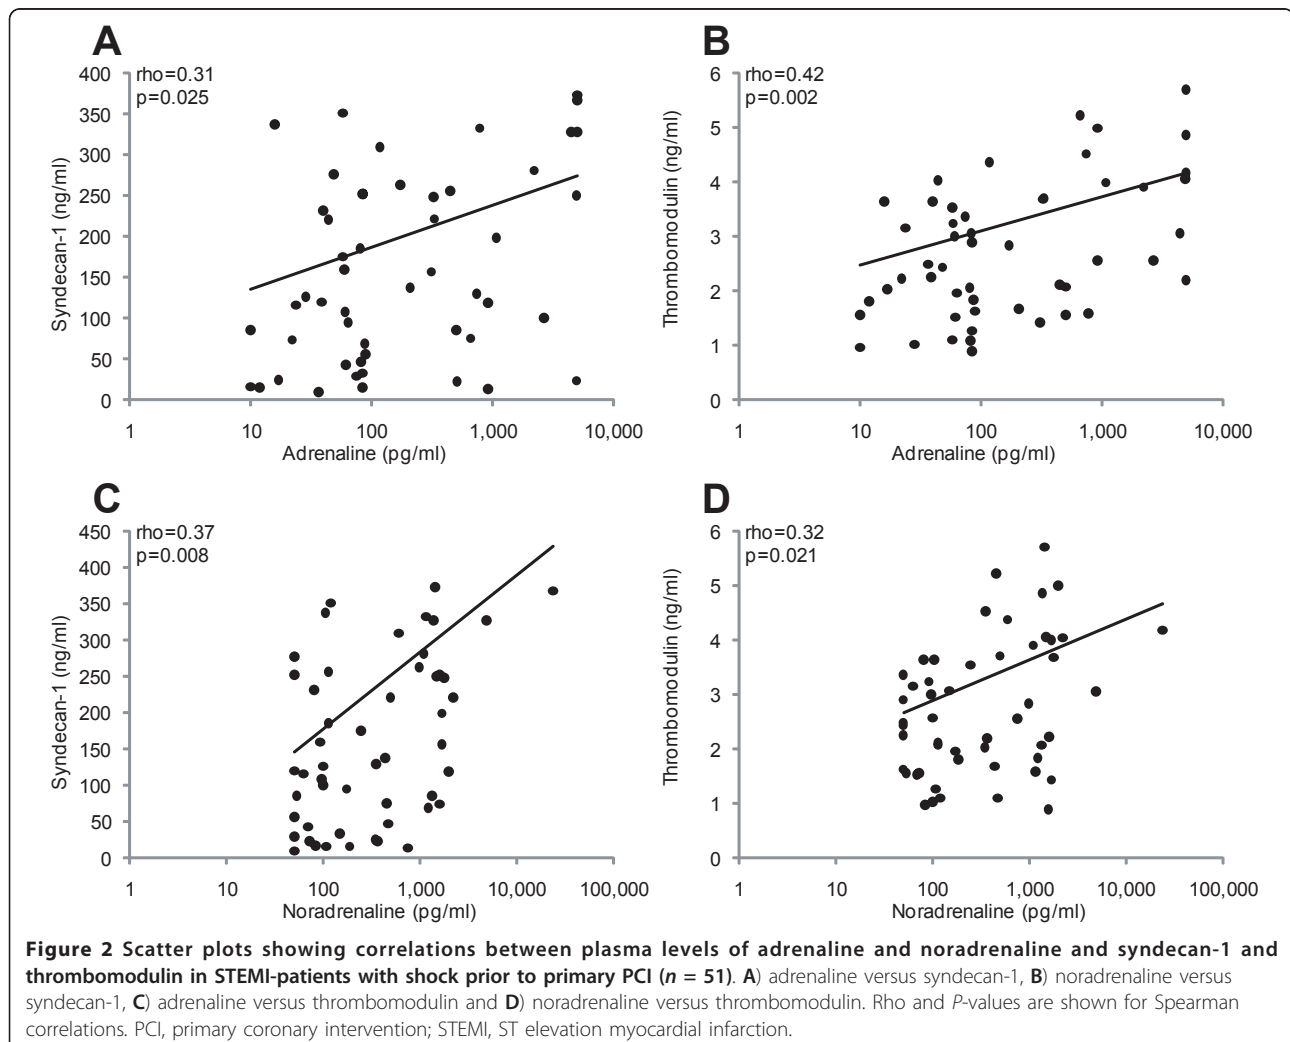 A
rho=0.31
p=0.025
Syndecan-1 (ng/ml)
400
350
300
250
200
150
100
50
0
1
10
100
1,000
10,000
Adrenaline (pg/ml)
B
rho=0.42
p=0.002
Thrombomodulin (ng/ml)
6
5
4
3
2
1
0
1
10
100
1,000
10,000
Adrenaline (pg/ml)
C
rho=0.37
p=0.008
Syndecan-1 (ng/ml)
450
400
350
300
250
200
150
100
50
0
1
10
100
1,000
10,000
100,000
Noradrenaline (pg/ml)
D
rho=0.32
p=0.021
Thrombomodulin (ng/ml)
6
5
4
3
2
1
0
1
10
100
1,000
10,000
100,000
Noradrenaline (pg/ml)
Figure 2 Scatter plots showing correlations between plasma levels of adrenaline and noradrenaline and syndecan-1 and
thrombomodulin in STEMI-patients with shock prior to primary PCI (n = 51). A) adrenaline versus syndecan-1, B) noradrenaline versus
syndecan-1, C) adrenaline versus thrombomodulin and D) noradrenaline versus thrombomodulin. Rho and P-values are shown for Spearman
correlations. PCI, primary coronary intervention; STEMI, ST elevation myocardial infarction.